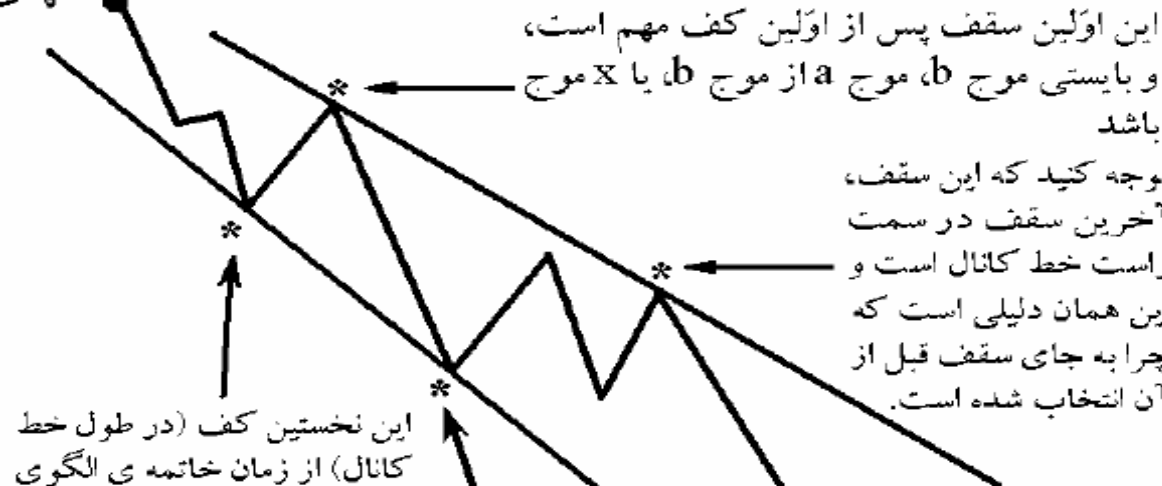 این اوّلین سقف پس از اوّلین کف مهم است،
و بایستی موج b، موج a از موج b، یا x موج
باشد
وجه کنید که این سقف،
آخرین سقف در سمت
راست خط کانال است و
ین همان دلیلی است که
چرا به جای سقف قبل از
آن انتخاب شده است.
این نخستین کف (در طول خط
کانال) از زمان خاتمه ی الگوی